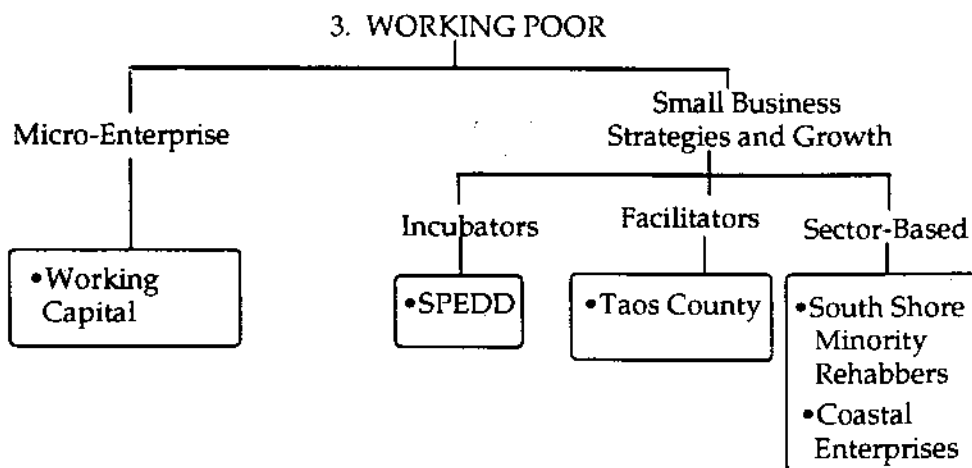 3. WORKING POOR
Micro-Enterprise
Small Business
Strategies and Growth
Incubators
Facilitators
Sector-Based
•Working
Capital
•SPEDD
•Taos County
•South Shore
Minority
Rehabbers
•Coastal
Enterprises